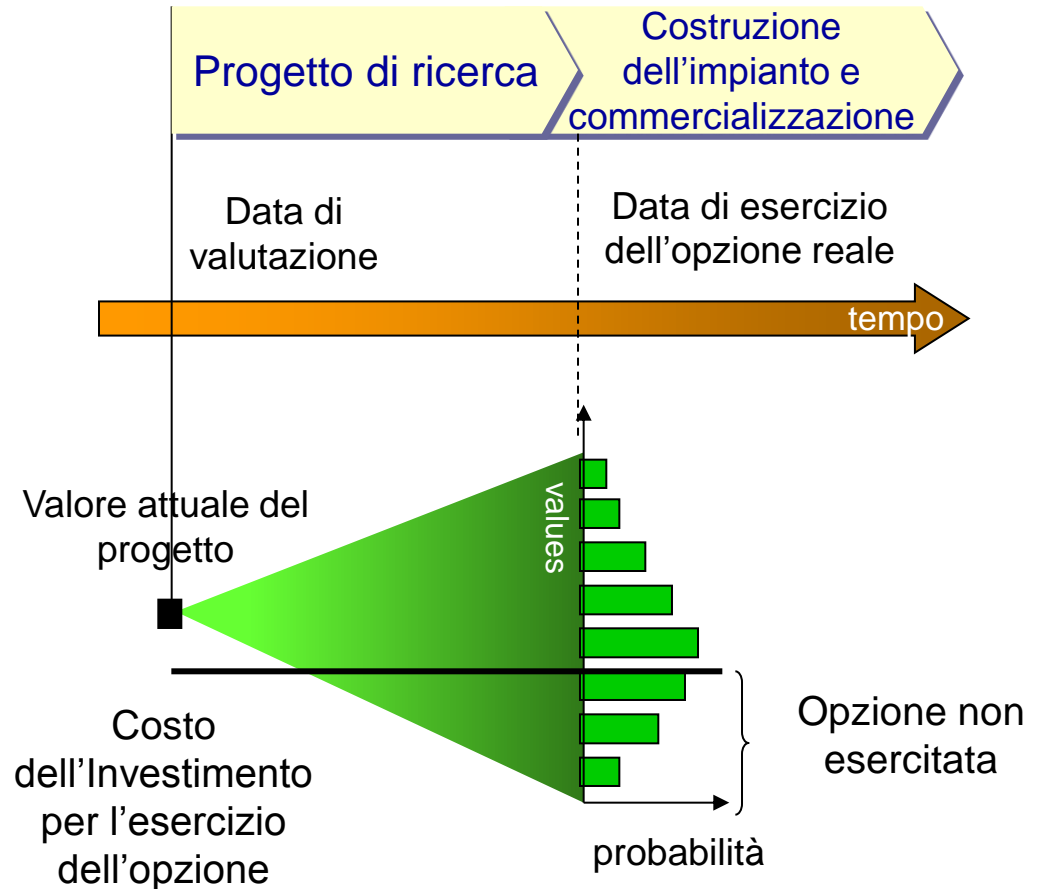 Progetto di ricerca
Costruzione
dell'impianto e
commercializzazione
Data di
valutazione
Data di esercizio
dell'opzione reale
tempo
Valore attuale del
progetto
values
Costo
dell'Investimento
per l'esercizio
dell'opzione
Opzione non
esercitata
probabilità